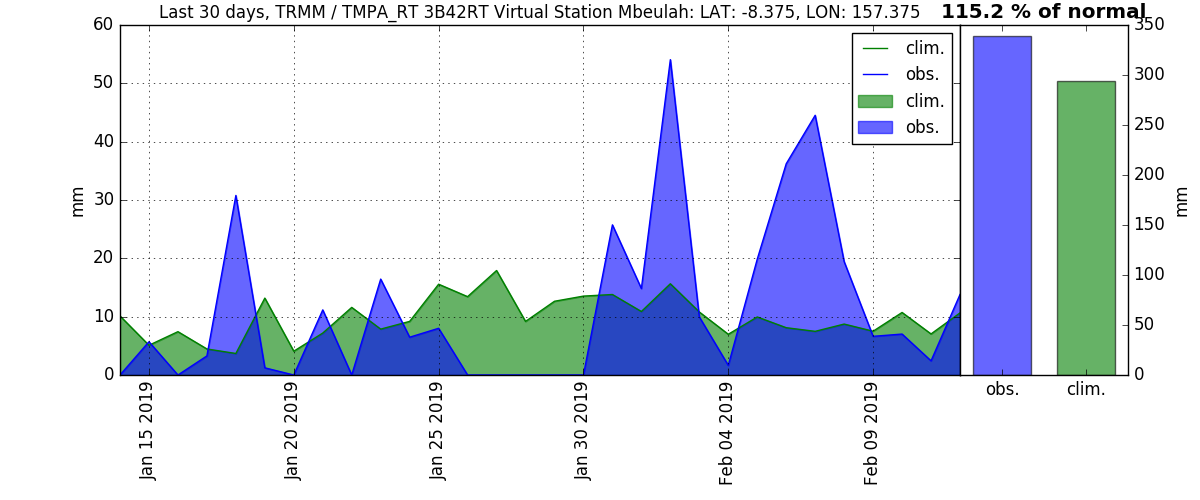 Last 30 days, TRMM / TMPA_RT 3B42RT Virtual Station Mbeulah: LAT: -8.375, LON: 157.375
115.2 % of normal
60
50
40
30
20
10
0
mm
clim.
obs.
clim.
obs.
Jan 15 2019
Jan 20 2019
Jan 25 2019
Jan 30 2019
Feb 04 2019
Feb 09 2019
350
300
250
200
150
100
50
0
mm
obs.
clim.